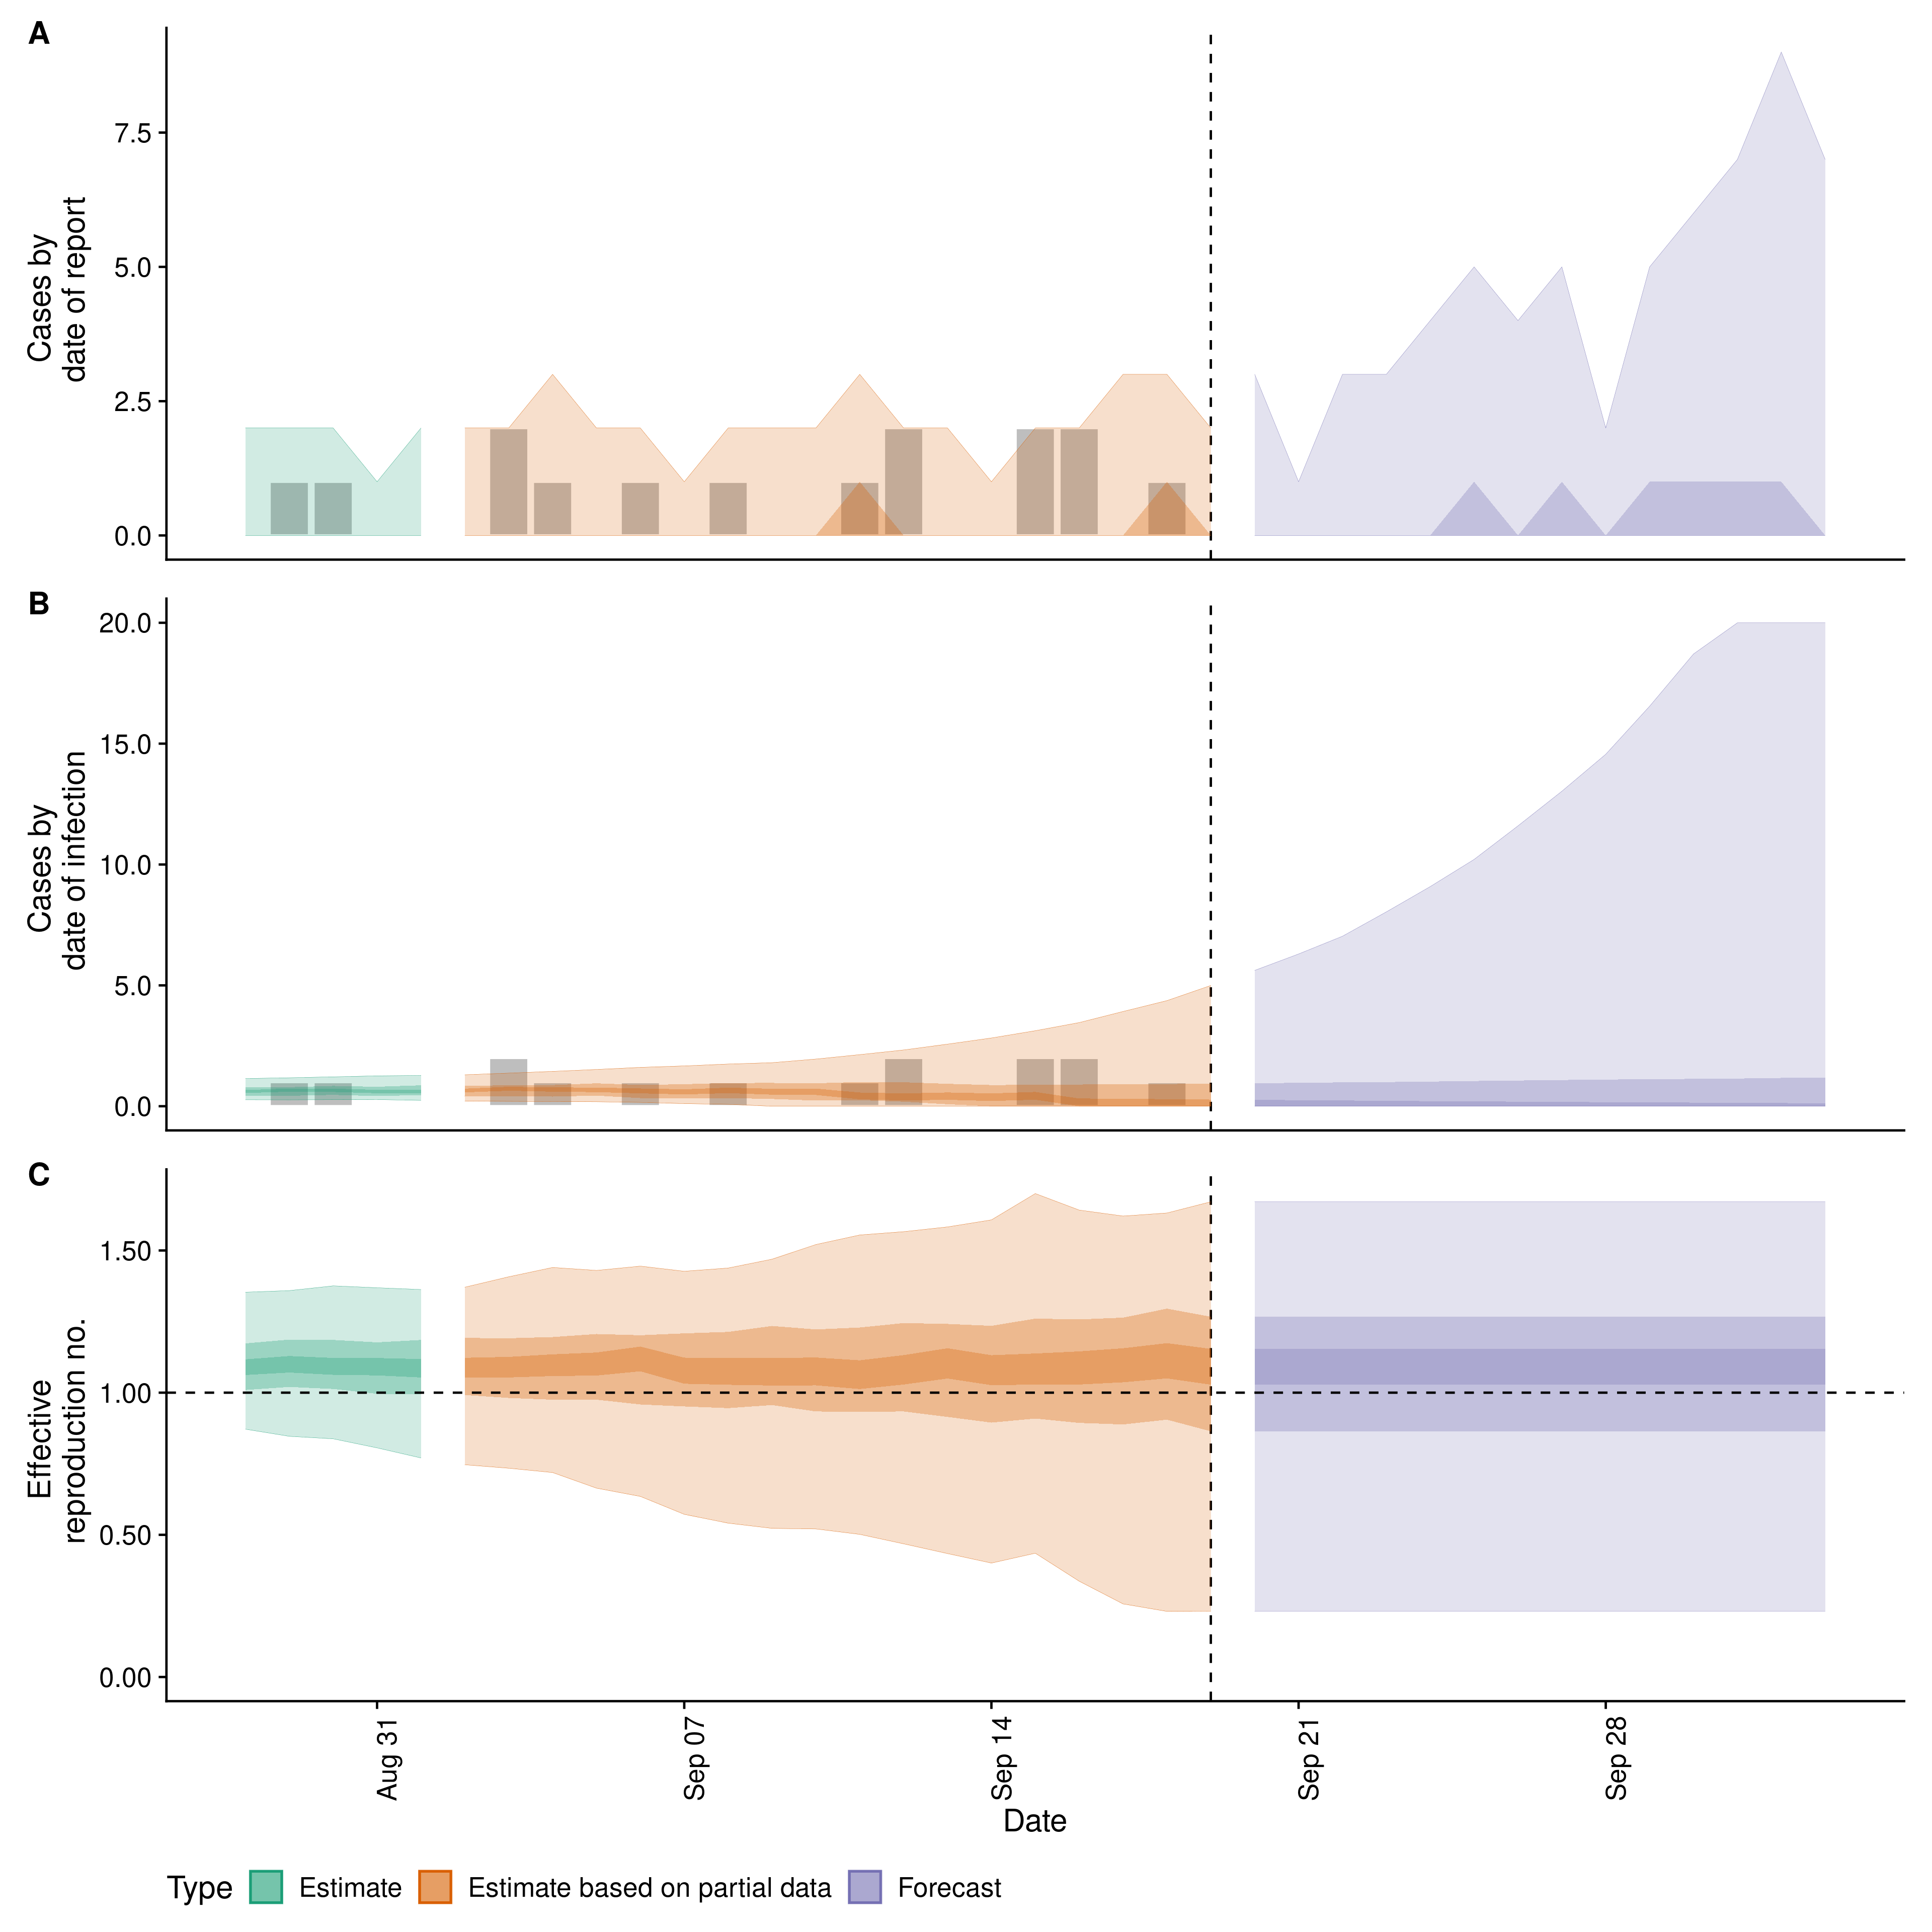 A
Cases by
date of report
7.5
5.0
2.5
0.0
B
Cases by
date of infection
20.0
15.0
10.0
5.0
0.0
C
Effective
reproduction no.
1.50
1.00
0.50
0.00
Aug 31
Sep 07
Sep 14
Sep 21
Sep 28
Date
Type Estimate Estimate based on partial data Forecast